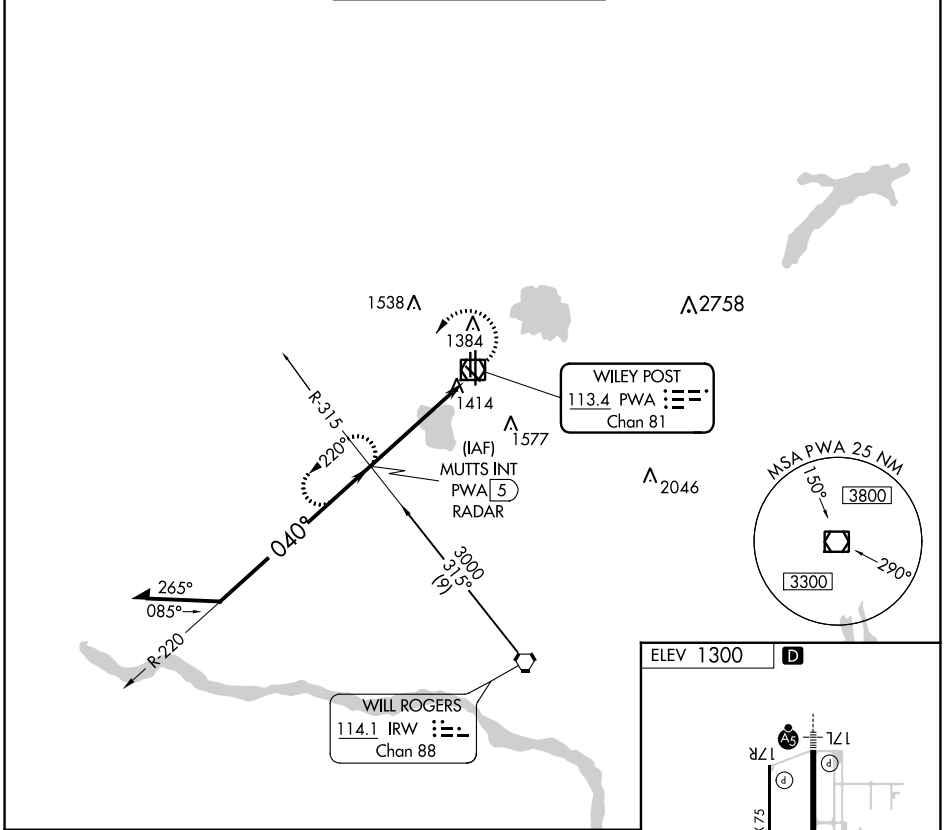 1538
1384
2758
WILEY POST
113.4 PWA
Chan 81
1414
1577
R-315
220°
(IAF)
MUTTS INT
PWA 5
RADAR
2046
MSA PWA 25 NM
150°
3800
290°
3300
040°
3000
315°
(9)
265°
085°
R-220
WILL ROGERS
114.1 IRW
Chan 88
ELEV 1300 D
A5
17L
17R
P
P
X 75